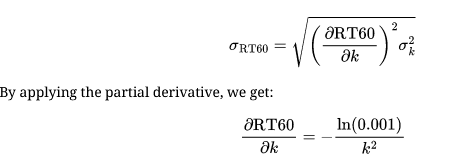 σ_RT60 = √((∂RT60/∂k)² σ_k²)
By applying the partial derivative, we get:
∂RT60/∂k = − ln(0.001)/k²